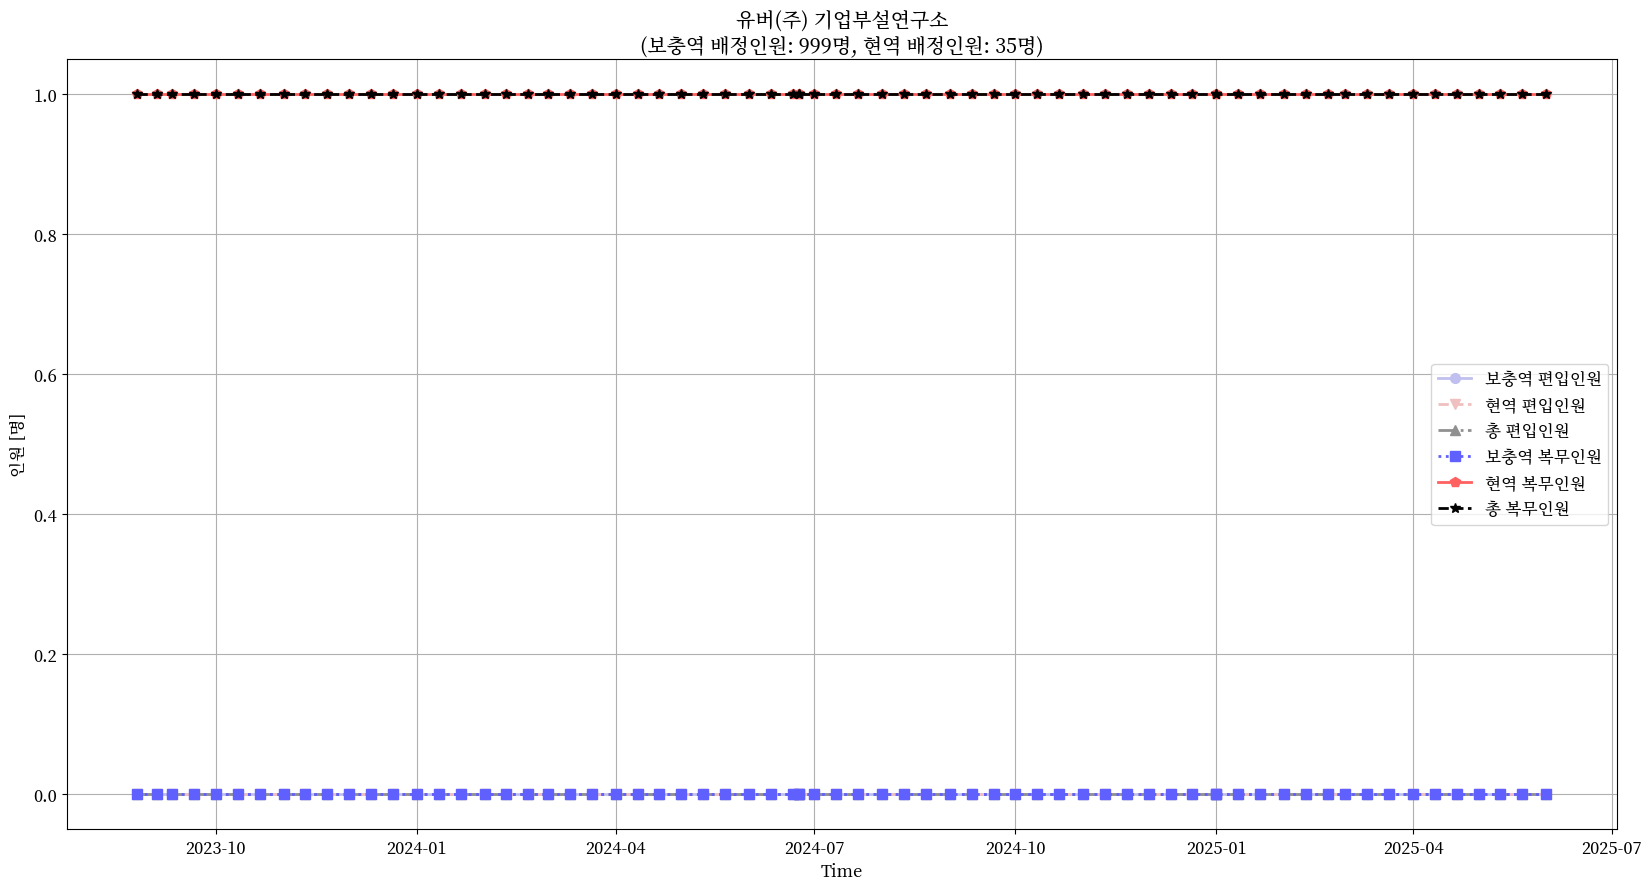 유버(주) 기업부설연구소
(보충역 배정인원: 999명, 현역 배정인원: 35명)
1.0
0.8
0.6
0.4
0.2
0.0
인원 [명]
보충역 편입인원
현역 편입인원
총 편입인원
보충역 복무인원
현역 복무인원
총 복무인원
2023-10
2024-01
2024-04
2024-07
2024-10
2025-01
2025-04
2025-07
Time